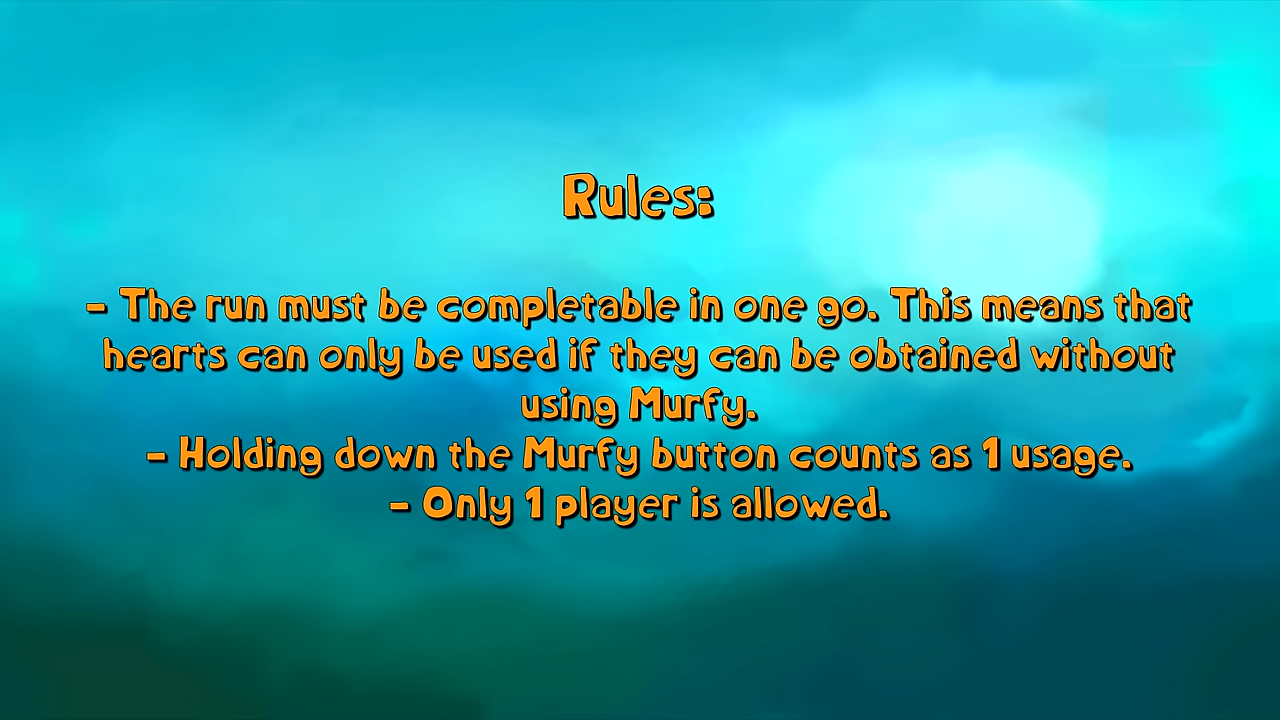 Rules:
- The run must be completable in one go. This means that
hearts can only be used if they can be obtained without
using Murfy.
- Holding down the Murfy button counts as 1 usage.
- Only 1 player is allowed.